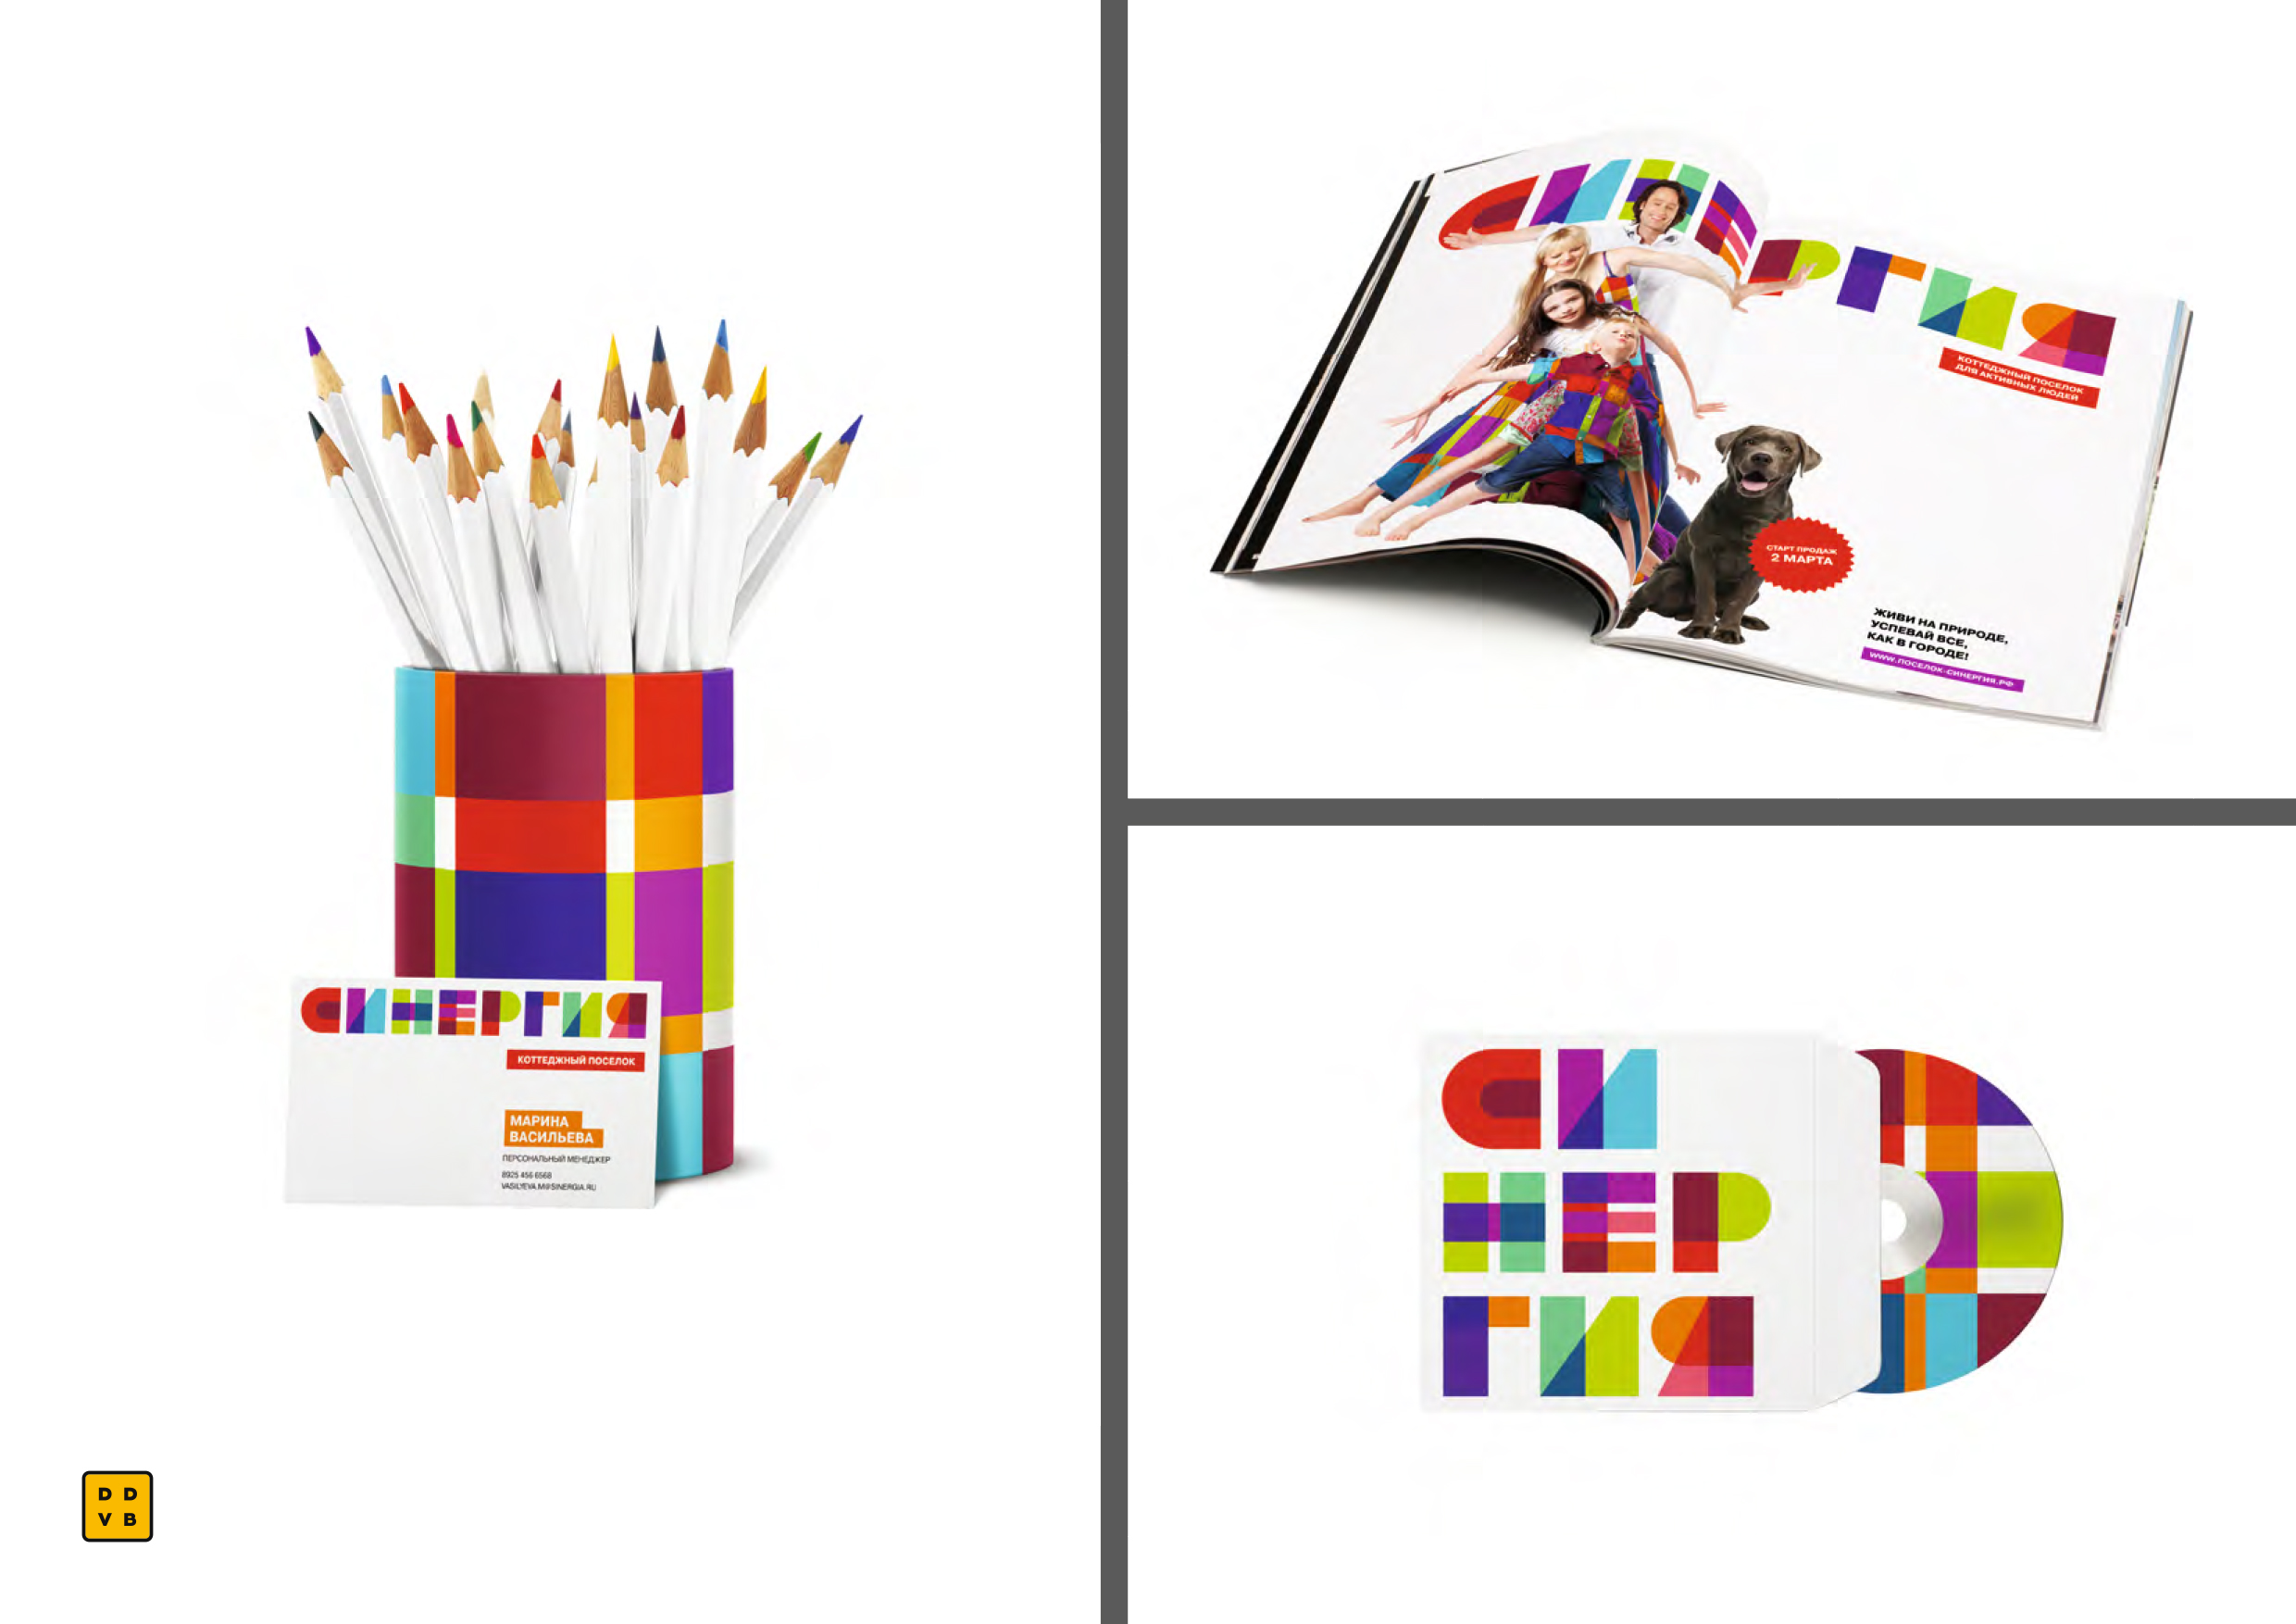 СИНЕРГИЯ
КОТТЕДЖНЫЙ ПОСЕЛОК
МАРИНА
ВАСИЛЬЕВА
ПЕРСОНАЛЬНЫЙ МЕНЕДЖЕР
8925 456 6568
VASILYEVA.M@SINERGIA.RU
D D
V B
СИНЕРГИЯ
КОТТЕДЖНЫЙ ПОСЕЛОК
ДЛЯ АКТИВНЫХ ЛЮДЕЙ
СТАРТ ПРОДАЖ
2 МАРТА
ЖИВИ НА ПРИРОДЕ,
УСПЕВАЙ ВСЕ,
КАК В ГОРОДЕ!
WWW.ПОСЕЛОК-СИНЕРГИЯ.РФ
СИ
НЕР
ГИЯ